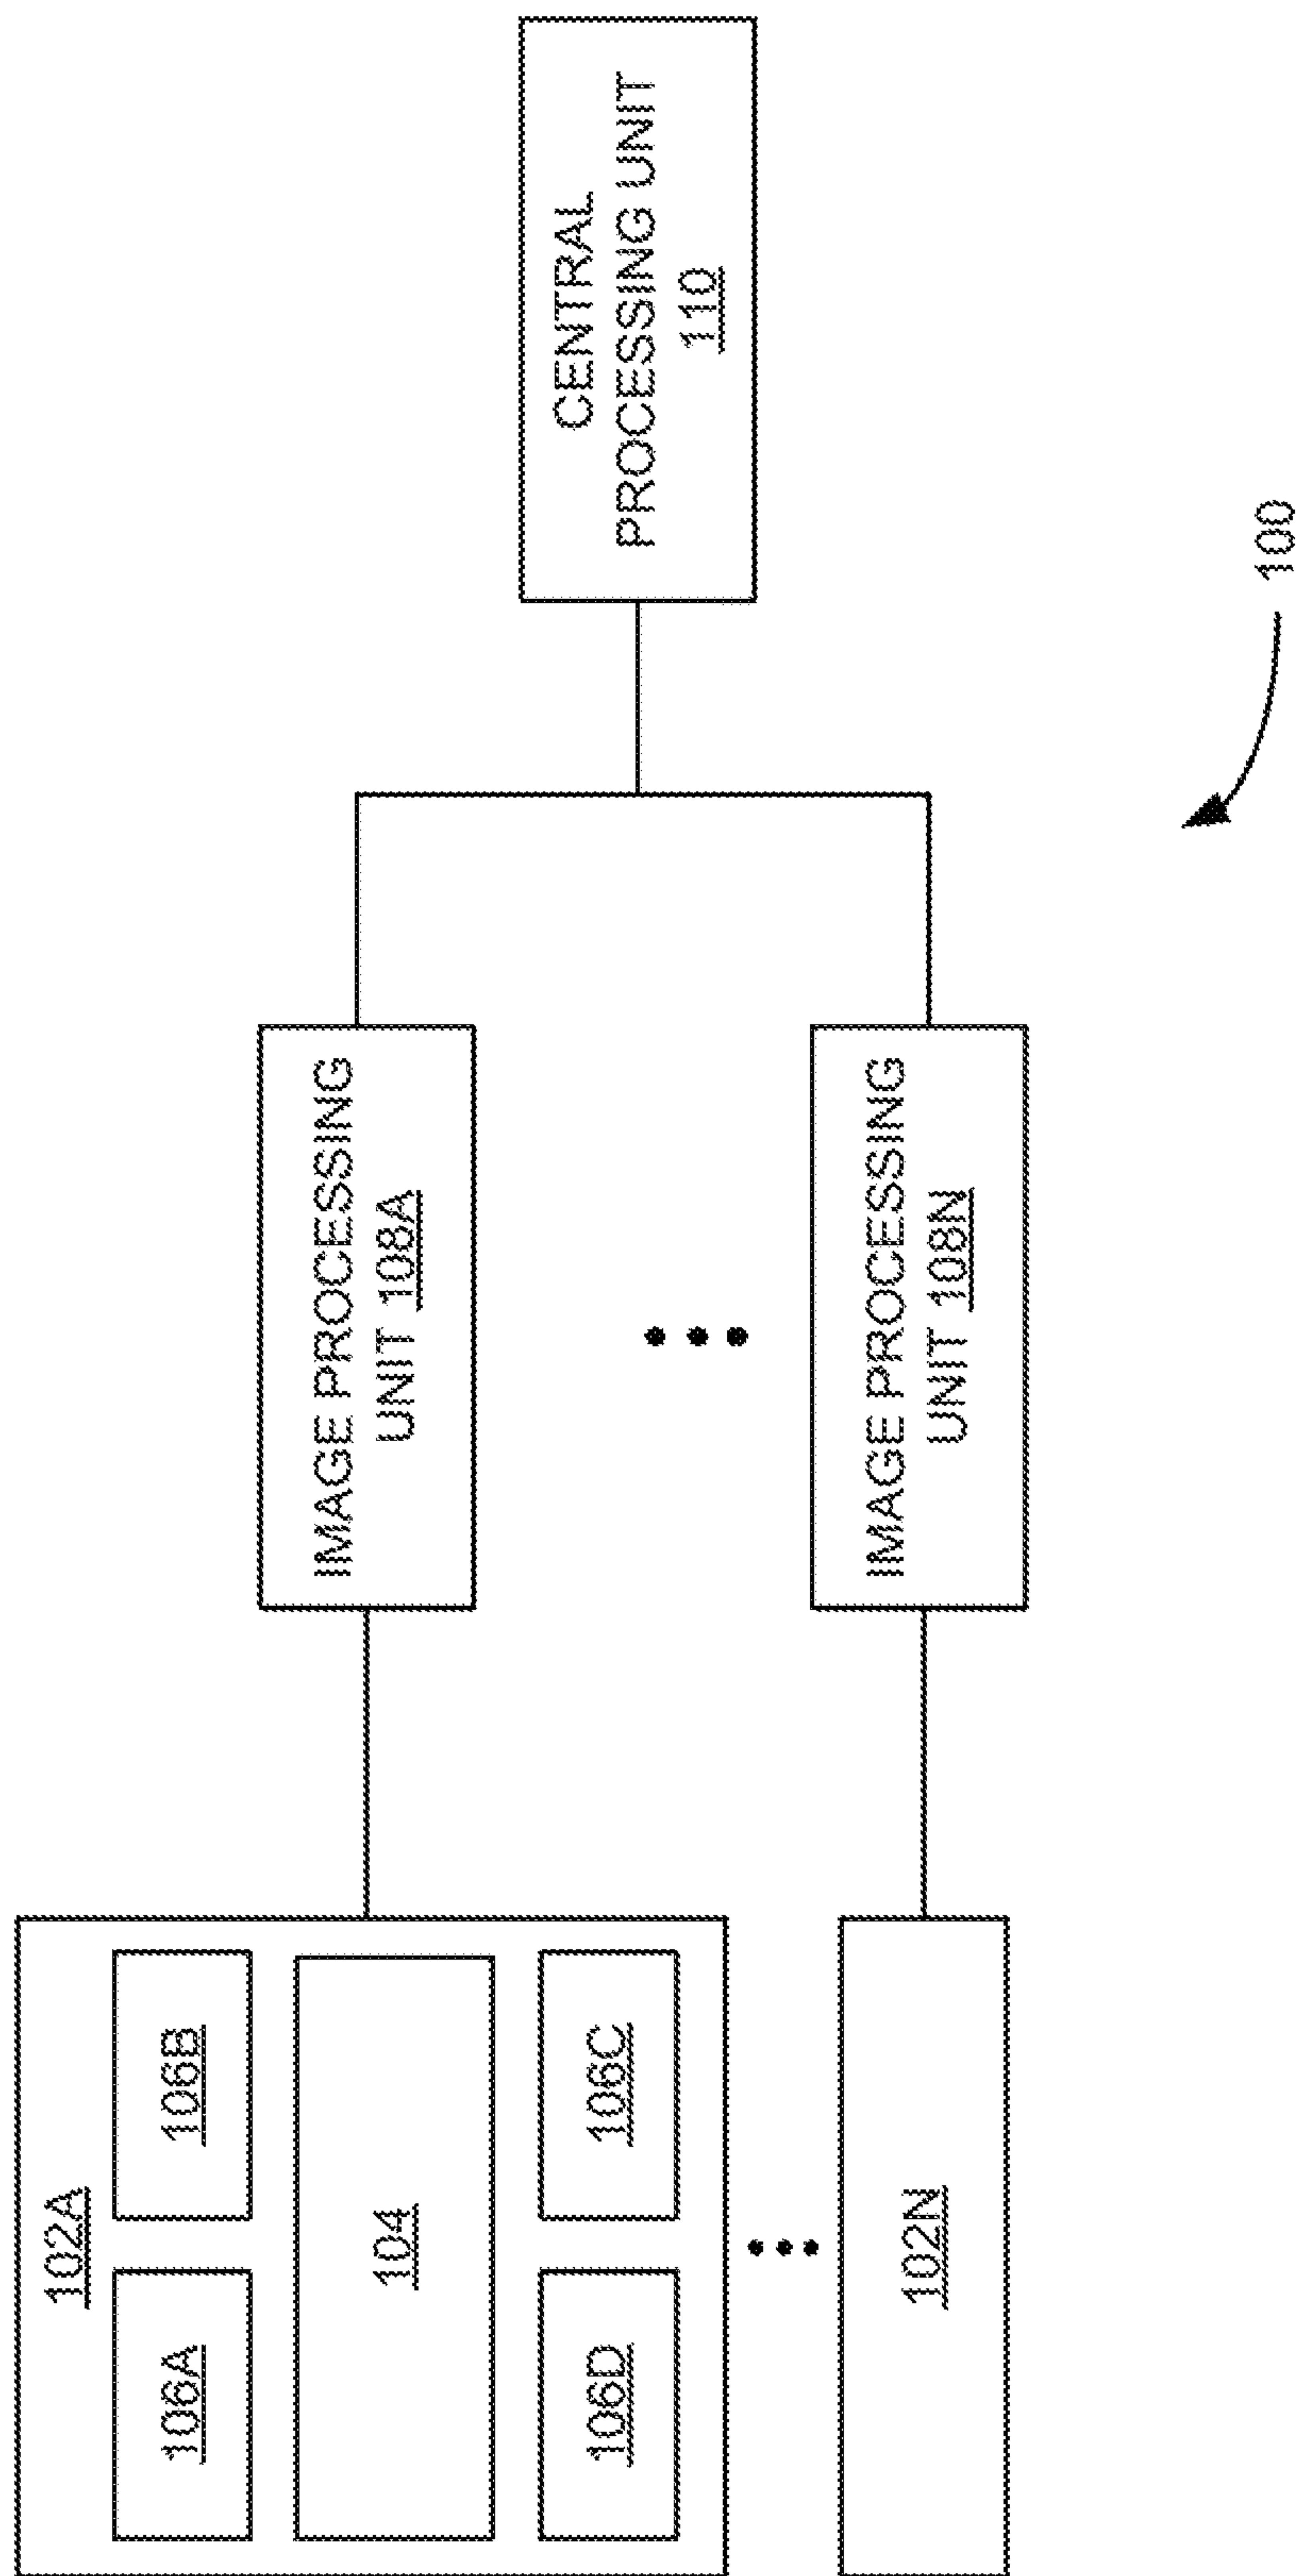 102A
106A
106B
104
106D
106C
102N
IMAGE PROCESSING
UNIT 108A
IMAGE PROCESSING
UNIT 108N
CENTRAL
PROCESSING UNIT
110
100